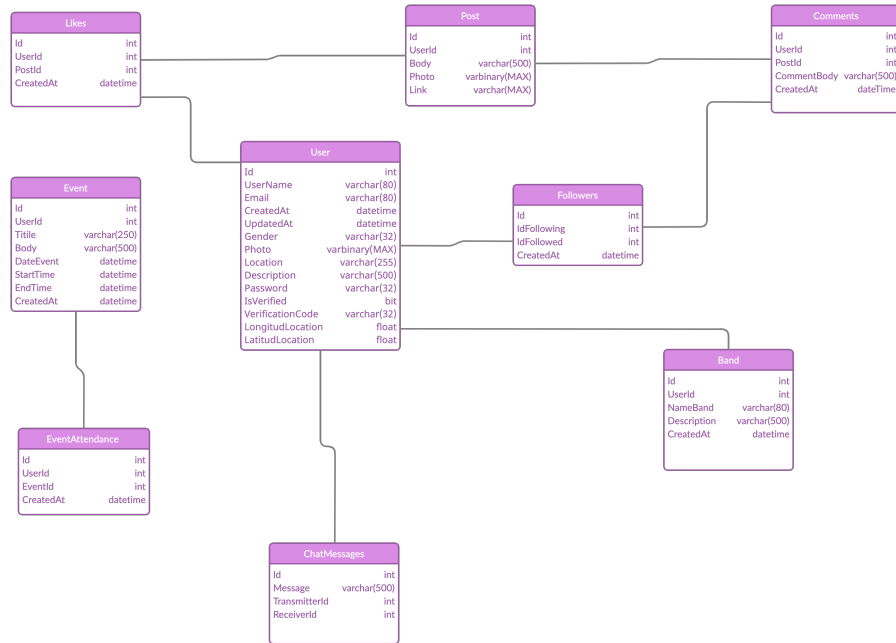 Likes
Id int
UserId int
PostId int
CreatedAt datetime
Post
Id int
UserId int
Body varchar(500)
Photo varbinary(MAX)
Link varchar(MAX)
Comments
Id int
UserId int
PostId int
CommentBody varchar(500)
CreatedAt dateTime
User
Id int
UserName varchar(80)
Email varchar(80)
CreatedAt datetime
UpdatedAt datetime
Gender varchar(32)
Photo varbinary(MAX)
Location varchar(255)
Description varchar(500)
Password varchar(32)
IsVerified bit
VerificationCode varchar(32)
LongitudLocation float
LatitudLocation float
Event
Id int
UserId int
Titile varchar(250)
Body varchar(500)
DateEvent datetime
StartTime datetime
EndTime datetime
CreatedAt datetime
Followers
Id int
IdFollowing int
IdFollowed int
CreatedAt datetime
Band
Id int
UserId int
NameBand varchar(80)
Description varchar(500)
CreatedAt datetime
EventAttendance
Id int
UserId int
EventId int
CreatedAt datetime
ChatMessages
Id int
Message varchar(500)
TransmitterId int
ReceiverId int